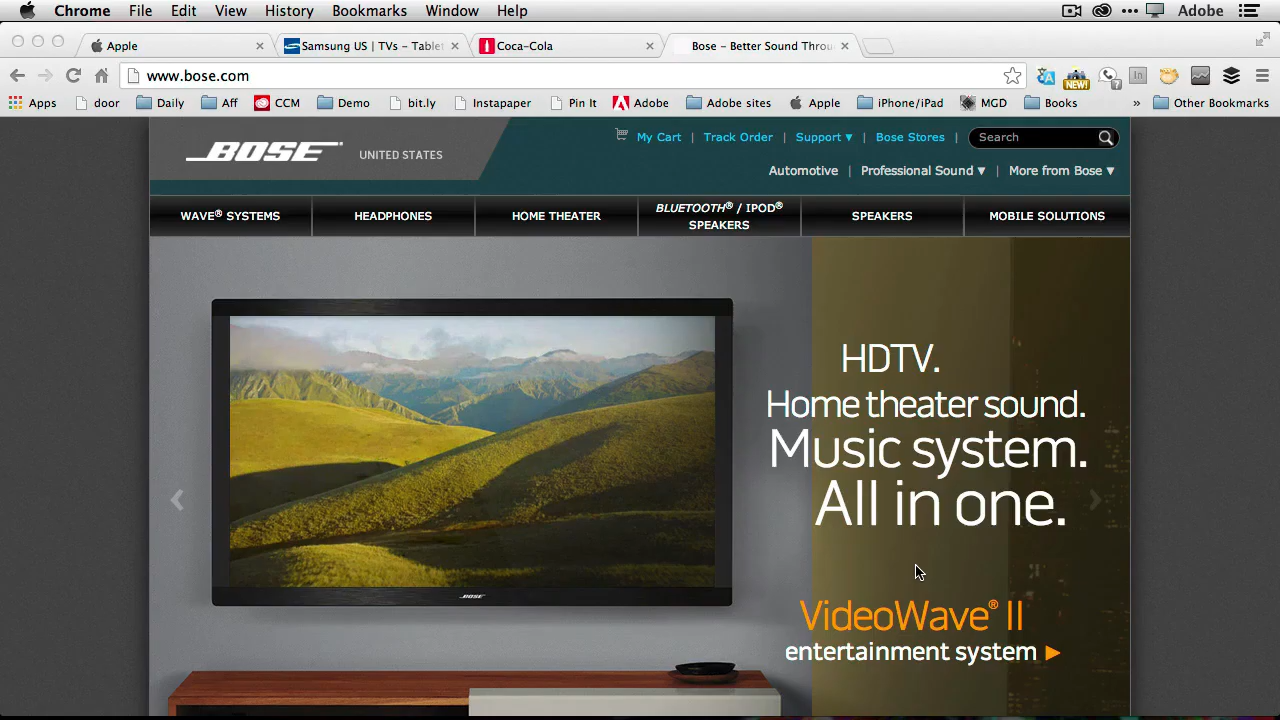 Chrome File Edit View History Bookmarks Window Help Adobe
Apple Samsung US | TVs - Tablet Coca-Cola Bose - Better Sound Throu
www.bose.com
NEW!
Apps door Daily Aff CCM Demo bit.ly Instapaper Pin It Adobe Adobe sites Apple iPhone/iPad MGD Books » Other Bookmarks
BOSE UNITED STATES
My Cart | Track Order | Support ▼ | Bose Stores | Search
Automotive | Professional Sound ▼ | More from Bose ▼
WAVE® SYSTEMS HEADPHONES HOME THEATER BLUETOOTH® / IPOD® SPEAKERS SPEAKERS MOBILE SOLUTIONS
HDTV.
Home theater sound.
Music system.
All in one.
BOSE
VideoWave® II
entertainment system ►